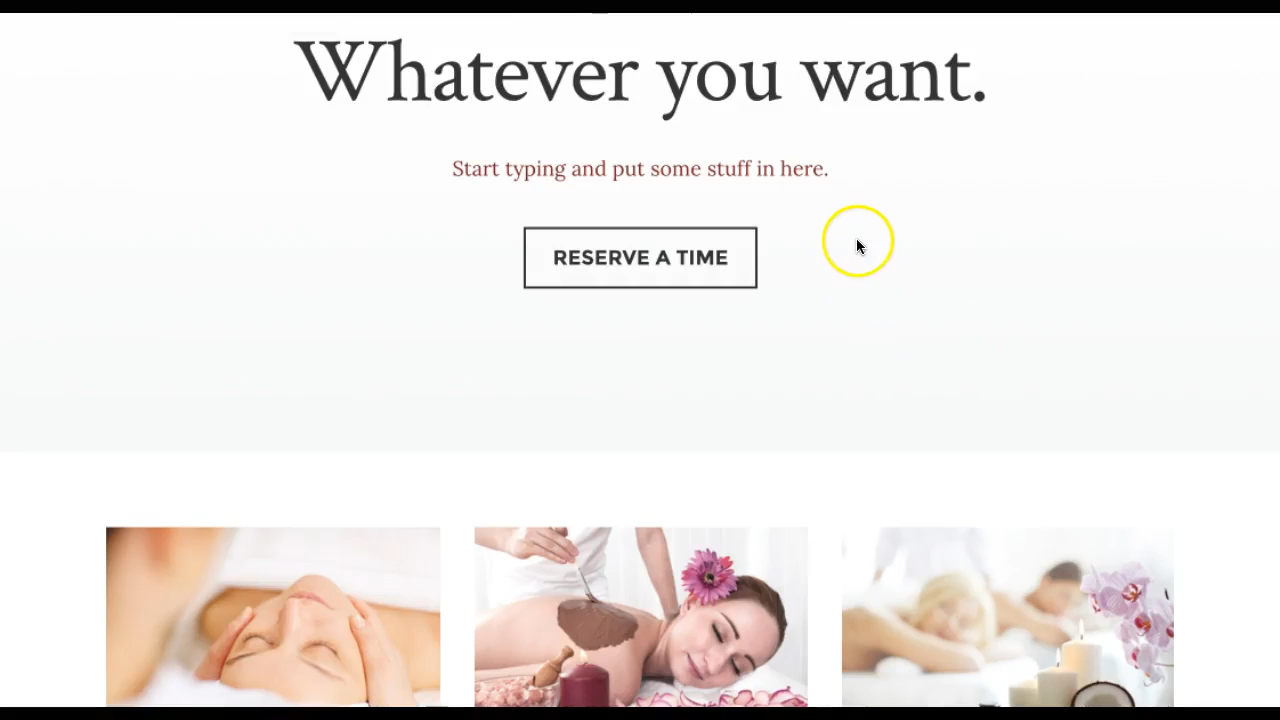 Whatever you want.
Start typing and put some stuff in here.
RESERVE A TIME